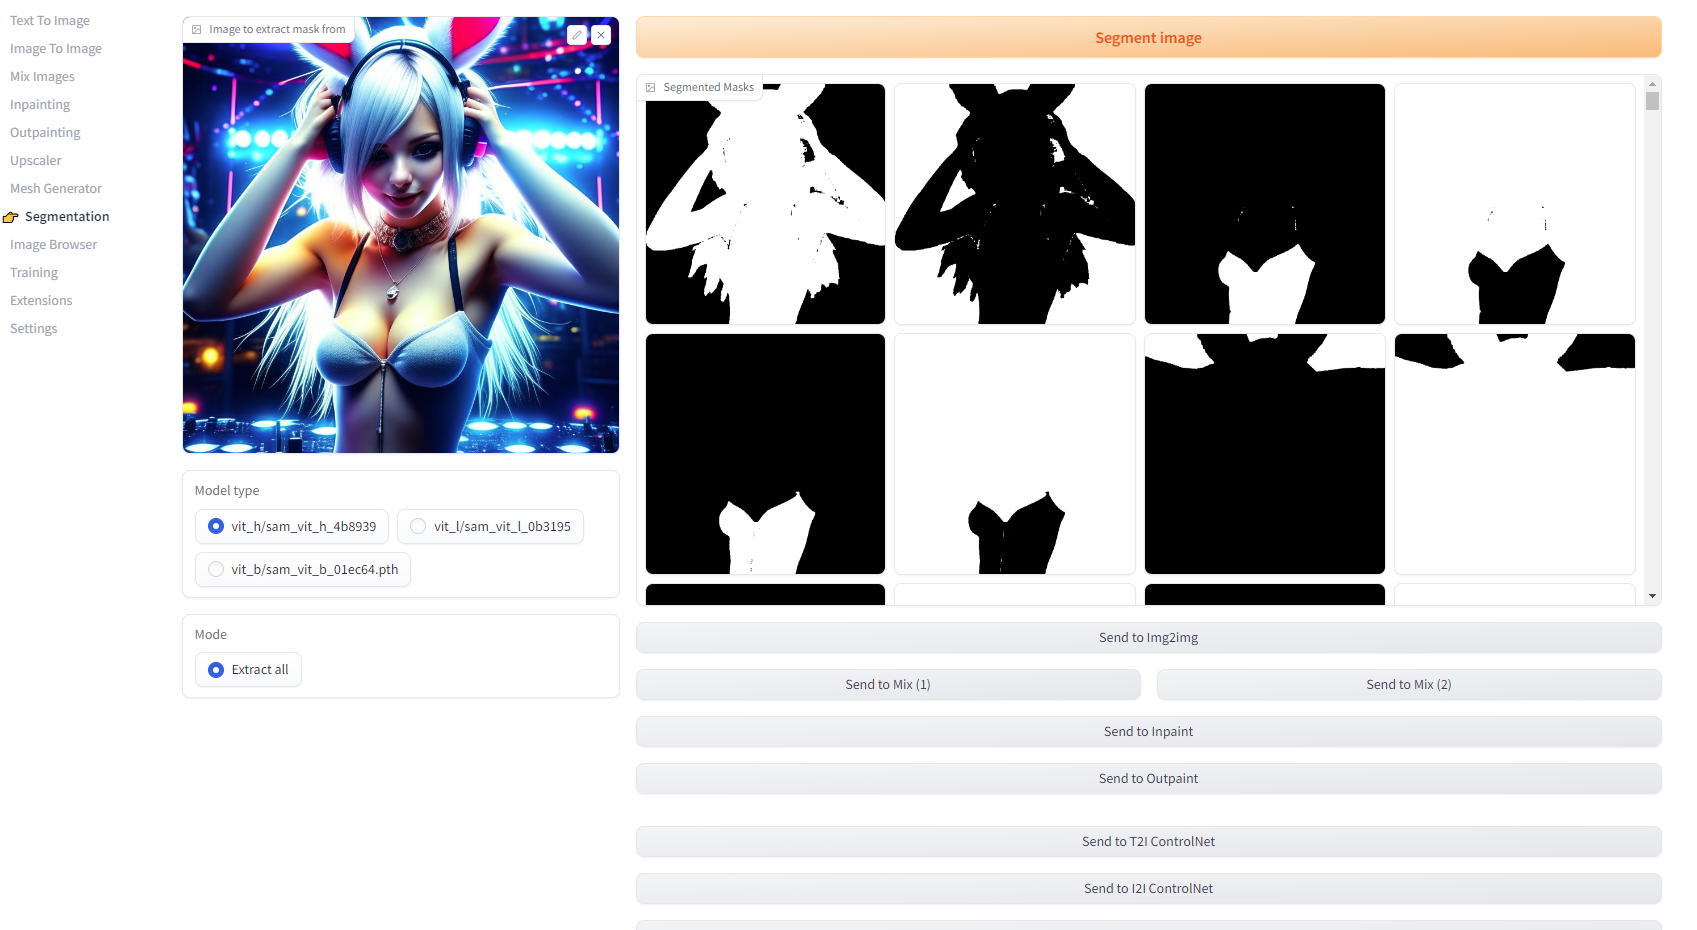 Text To Image
Image To Image
Mix Images
Inpainting
Outpainting
Upscaler
Mesh Generator
👉 Segmentation
Image Browser
Training
Extensions
Settings
Image to extract mask from
Model type
vit_h/sam_vit_h_4b8939
vit_l/sam_vit_l_0b3195
vit_b/sam_vit_b_01ec64.pth
Mode
Extract all
Segment image
Segmented Masks
Send to Img2img
Send to Mix (1)
Send to Mix (2)
Send to Inpaint
Send to Outpaint
Send to T2I ControlNet
Send to I2I ControlNet